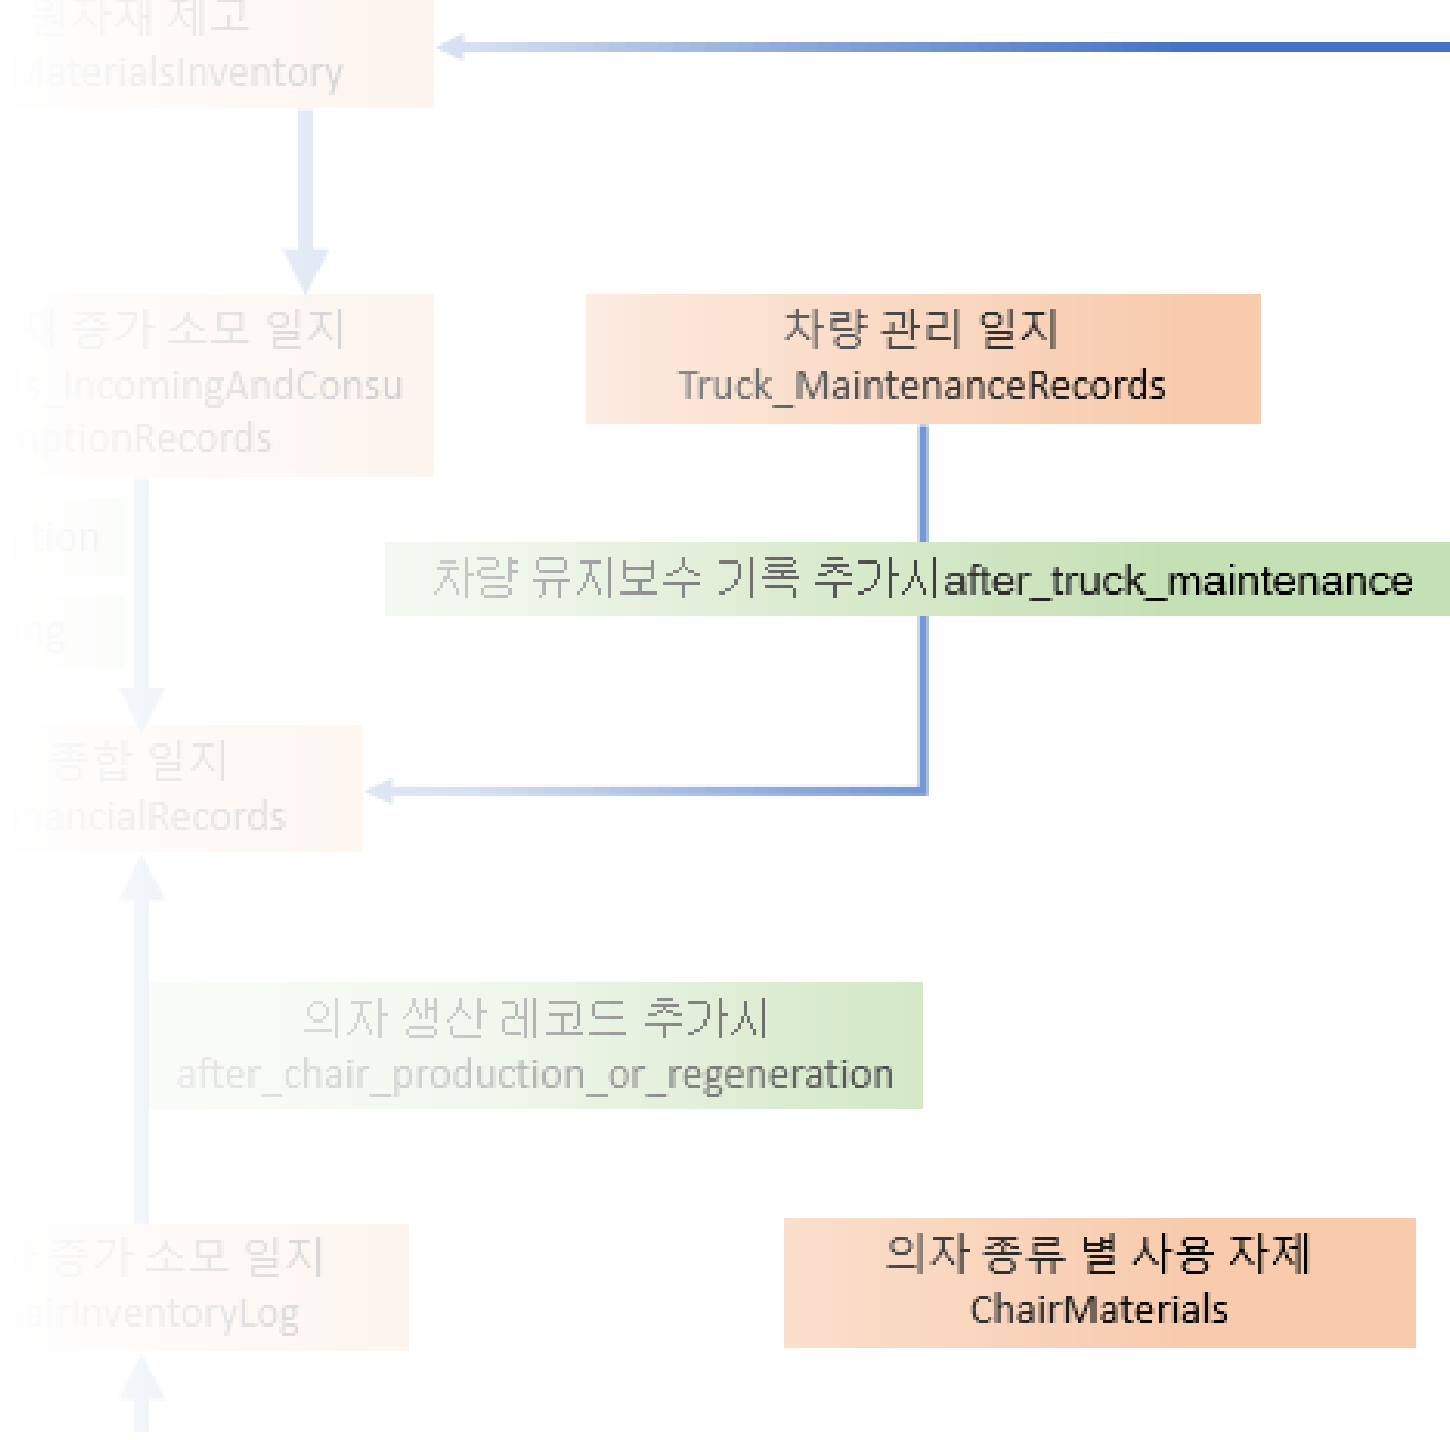 원자재 제고
MaterialsInventory
재 증가 소모 일지
s_IncomingAndConsu
mptionRecords
차량 관리 일지
Truck_MaintenanceRecords
tion
차량 유지보수 기록 추가시after_truck_maintenance
ng
종합 일지
nancialRecords
의자 생산 레코드 추가시
after_chair_production_or_regeneration
증가 소모 일지
airInventoryLog
의자 종류 별 사용 자제
ChairMaterials